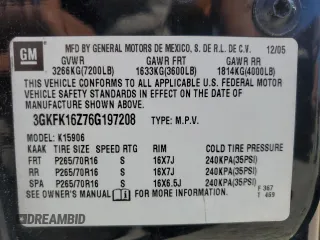 GM
MFD BY GENERAL MOTORS DE MEXICO, S. DE R.L. DE C.V. 12/05
GVWR GAWR FRT GAWR RR
3266KG(7200LB) 1633KG(3600LB) 1814KG(4000LB)
THIS VEHICLE CONFORMS TO ALL APPLICABLE U.S. FEDERAL MOTOR
VEHICLE SAFETY STANDARDS IN EFFECT ON THE DATE OF
MANUFACTURE SHOWN ABOVE.
3GKFK16Z76G197208 TYPE: M.P.V.
MODEL: K15906
KAAK TIRE SIZE SPEED RTG RIM COLD TIRE PRESSURE
FRT P265/70R16 S 16X7J 240KPA(35PSI)
RR P265/70R16 S 16X7J 240KPA(35PSI)
SPA P265/70R16 S 16X6.5J 240KPA(35PSI)
SEE OWNER'S MANUAL FOR ADDITIONAL INFORMATION.
F 367
T 469
DREAMBID